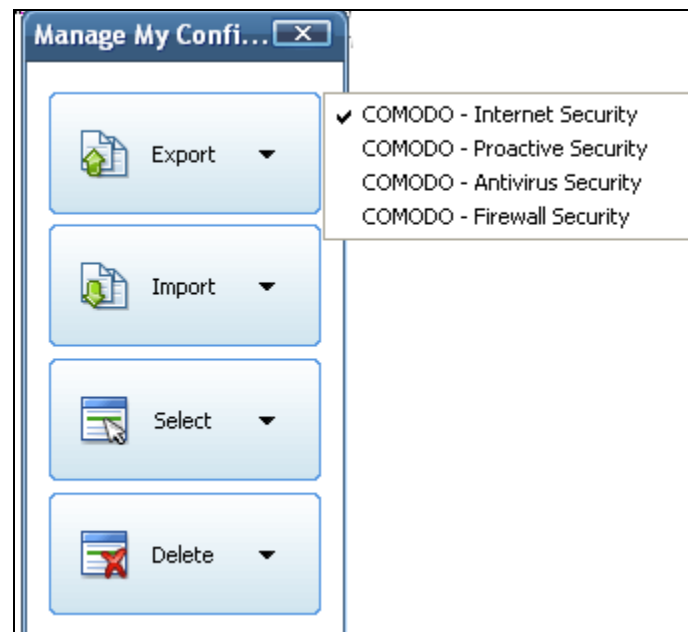 Manage My Confi...
Export
COMODO - Internet Security
COMODO - Proactive Security
COMODO - Antivirus Security
COMODO - Firewall Security
Import
Select
Delete